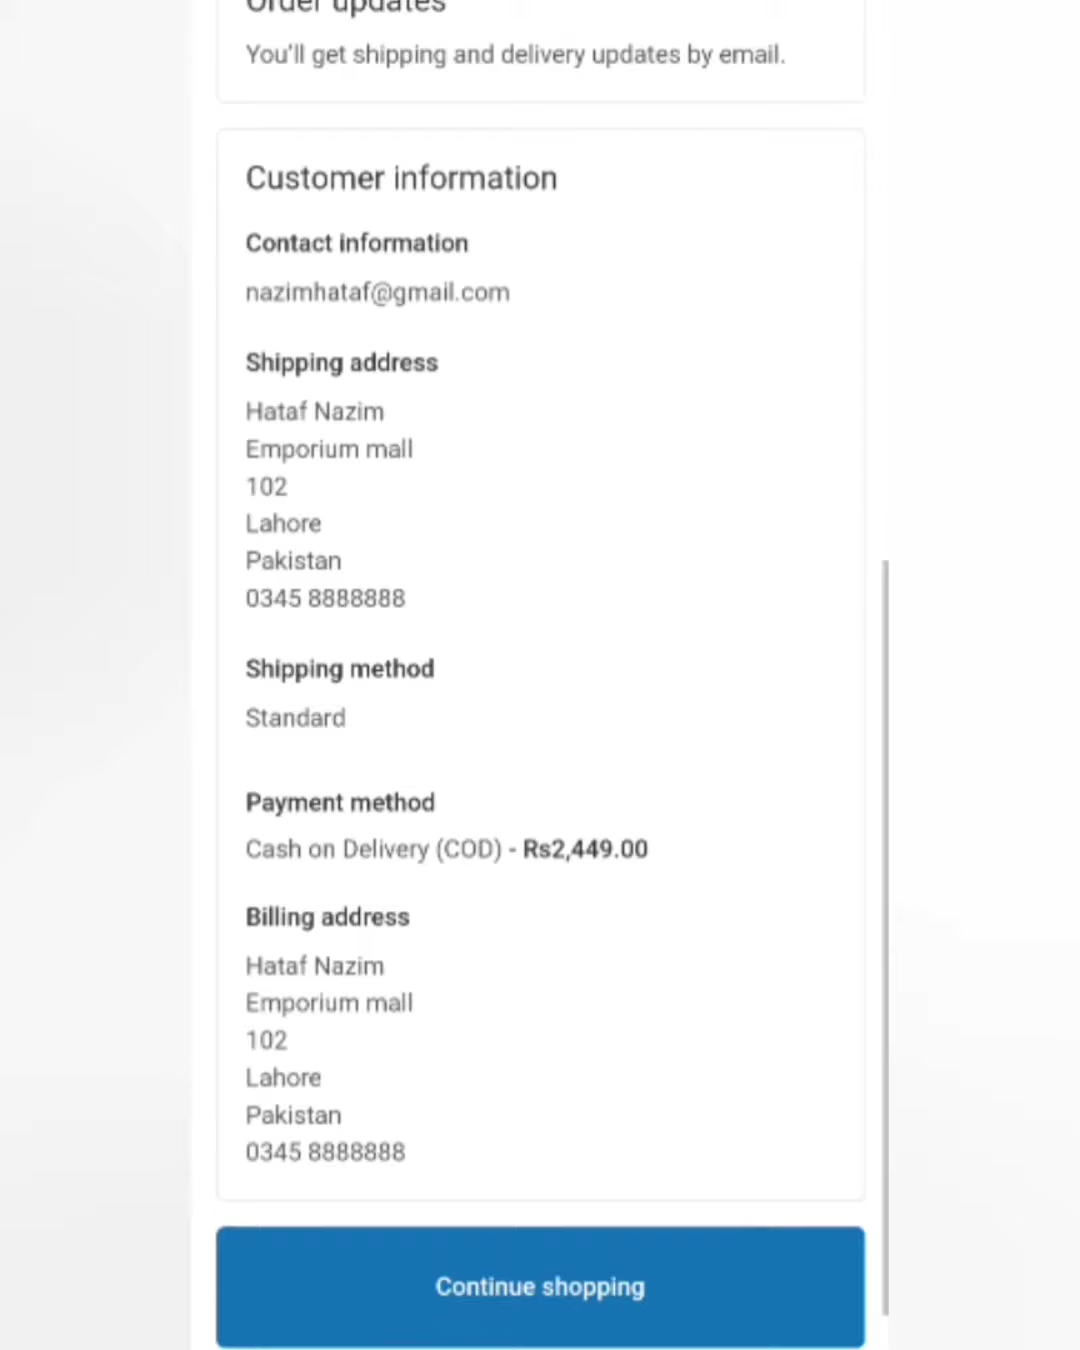 Order updates
You'll get shipping and delivery updates by email.
Customer information
Contact information
nazimhataf@gmail.com
Shipping address
Hataf Nazim
Emporium mall
102
Lahore
Pakistan
0345 8888888
Shipping method
Standard
Payment method
Cash on Delivery (COD) - Rs2,449.00
Billing address
Hataf Nazim
Emporium mall
102
Lahore
Pakistan
0345 8888888
Continue shopping